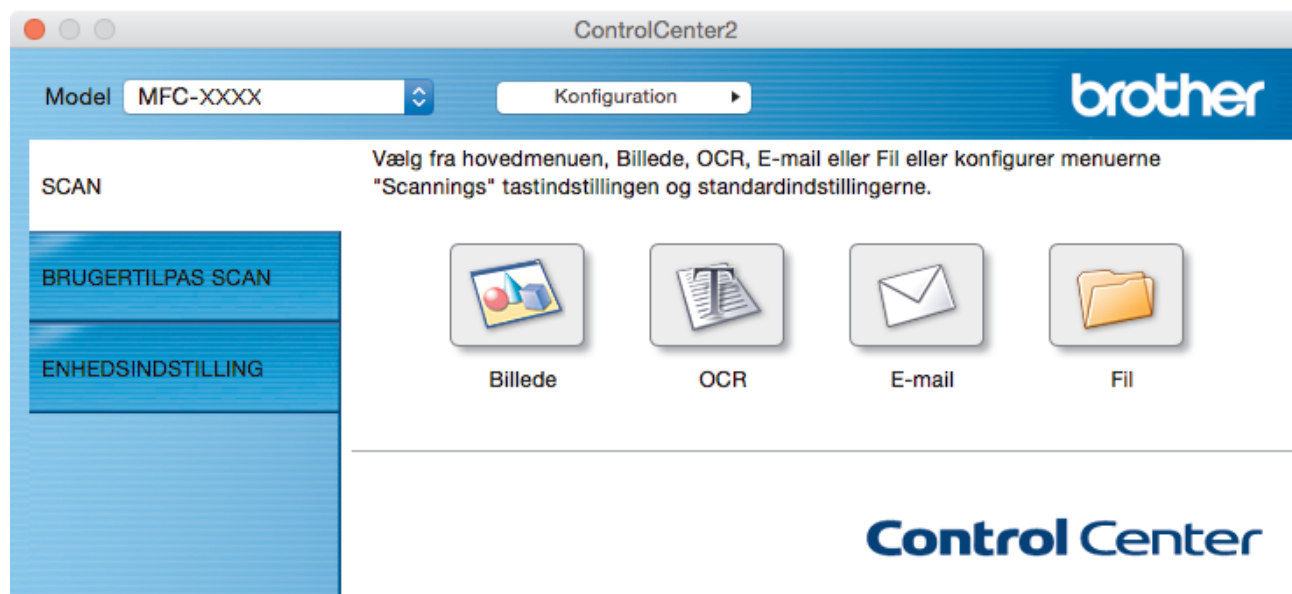 ControlCenter2
Model MFC-XXXX Konfiguration brother
SCAN
Vælg fra hovedmenuen, Billede, OCR, E-mail eller Fil eller konfigurer menuerne
"Scannings" tastindstillingen og standardindstillingerne.
BRUGERTILPAS SCAN
ENHEDSINDSTILLING
Billede OCR E-mail Fil
Control Center